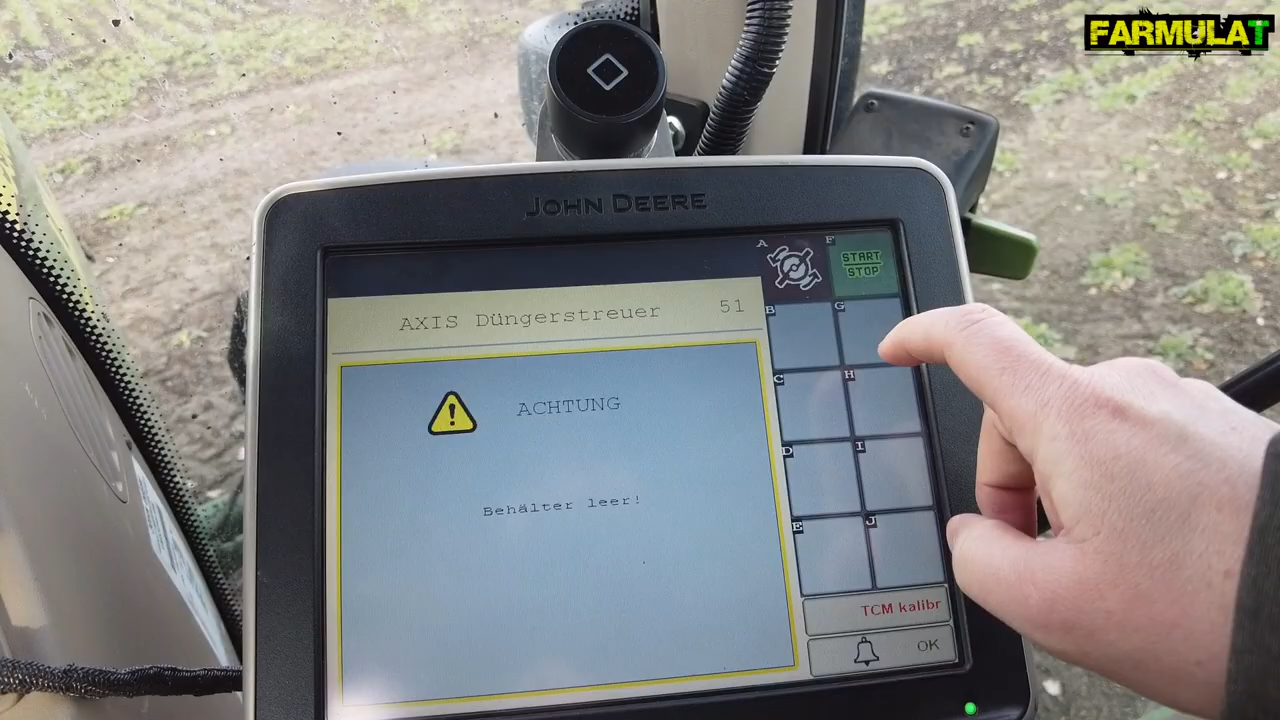 FARMULAT
JOHN DEERE
A
F
START
STOP
AXIS Düngerstreuer 51
B
G
ACHTUNG
C
H
Behälter leer!
D
I
E
J
TCM kalibr
OK